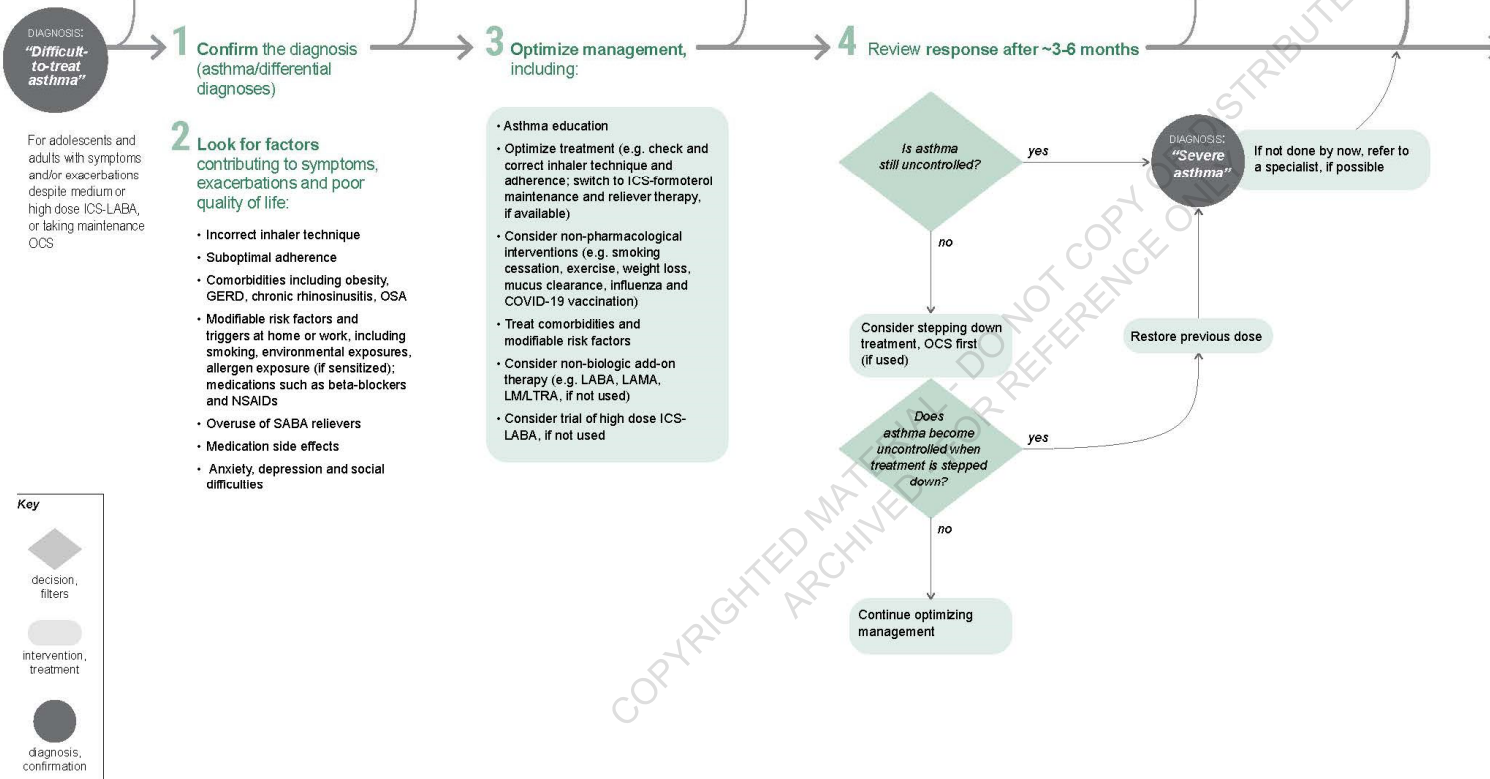 DIAGNOSIS:
“Difficult-
to-treat
asthma”
For adolescents and
adults with symptoms
and/or exacerbations
despite medium or
high dose ICS-LABA,
or taking maintenance
OCS
1 Confirm the diagnosis
(asthma/differential
diagnoses)
2 Look for factors
contributing to symptoms,
exacerbations and poor
quality of life:
• Incorrect inhaler technique
• Suboptimal adherence
• Comorbidities including obesity,
GERD, chronic rhinosinusitis, OSA
• Modifiable risk factors and
triggers at home or work, including
smoking, environmental exposures,
allergen exposure (if sensitized);
medications such as beta-blockers
and NSAIDs
• Overuse of SABA relievers
• Medication side effects
• Anxiety, depression and social
difficulties
3 Optimize management,
including:
• Asthma education
• Optimize treatment (e.g. check and
correct inhaler technique and
adherence; switch to ICS-formoterol
maintenance and reliever therapy,
if available)
• Consider non-pharmacological
interventions (e.g. smoking
cessation, exercise, weight loss,
mucus clearance, influenza and
COVID-19 vaccination)
• Treat comorbidities and
modifiable risk factors
• Consider non-biologic add-on
therapy (e.g. LABA, LAMA,
LM/LTRA, if not used)
• Consider trial of high dose ICS-
LABA, if not used
4 Review response after ~3-6 months
Is asthma
still uncontrolled?
yes
DIAGNOSIS:
“Severe
asthma”
If not done by now, refer to
a specialist, if possible
no
Consider stepping down
treatment, OCS first
(if used)
Restore previous dose
Does
asthma become
uncontrolled when
treatment is stepped
down?
yes
no
Continue optimizing
management
Key
decision,
filters
intervention,
treatment
diagnosis,
confirmation
COPYRIGHTED MATERIAL - DO NOT COPY OR DISTRIBUTE
ARCHIVED FOR REFERENCE ONLY